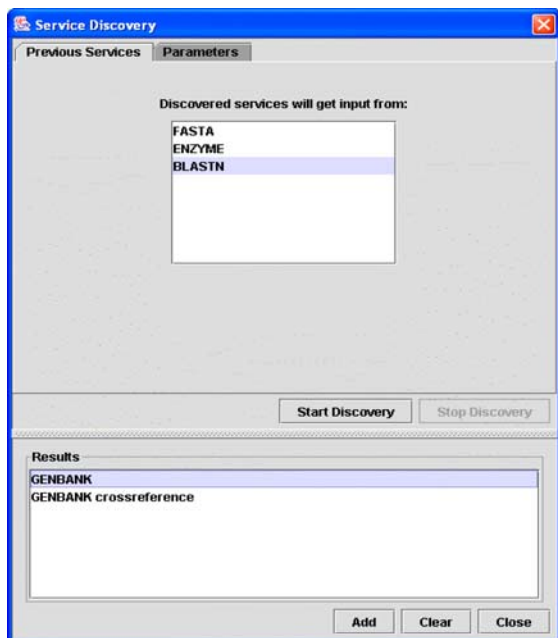 Service Discovery
Previous Services Parameters
Discovered services will get input from:
FASTA
ENZYME
BLASTN
Start Discovery Stop Discovery
Results
GENBANK
GENBANK crossreference
Add Clear Close